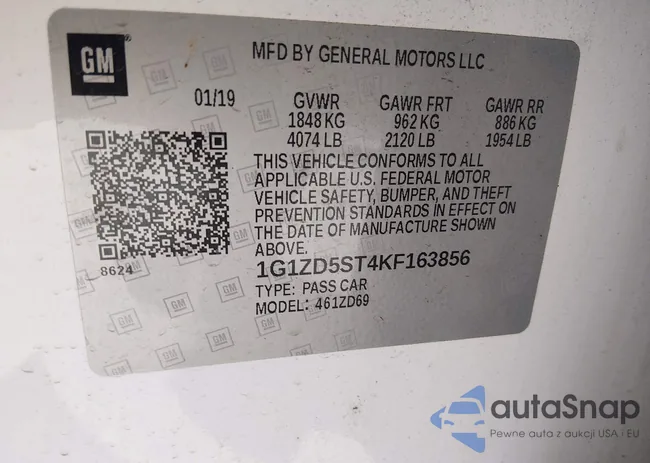 GM
MFD BY GENERAL MOTORS LLC
01/19 GVWR GAWR FRT GAWR RR
1848 KG 962 KG 886 KG
4074 LB 2120 LB 1954 LB
THIS VEHICLE CONFORMS TO ALL
APPLICABLE U.S. FEDERAL MOTOR
VEHICLE SAFETY, BUMPER, AND THEFT
PREVENTION STANDARDS IN EFFECT ON
THE DATE OF MANUFACTURE SHOWN
ABOVE.
8624
1G1ZD5ST4KF163856
TYPE: PASS CAR
MODEL: 461ZD69
autaSnap
Pewne auta z aukcji USA i EU